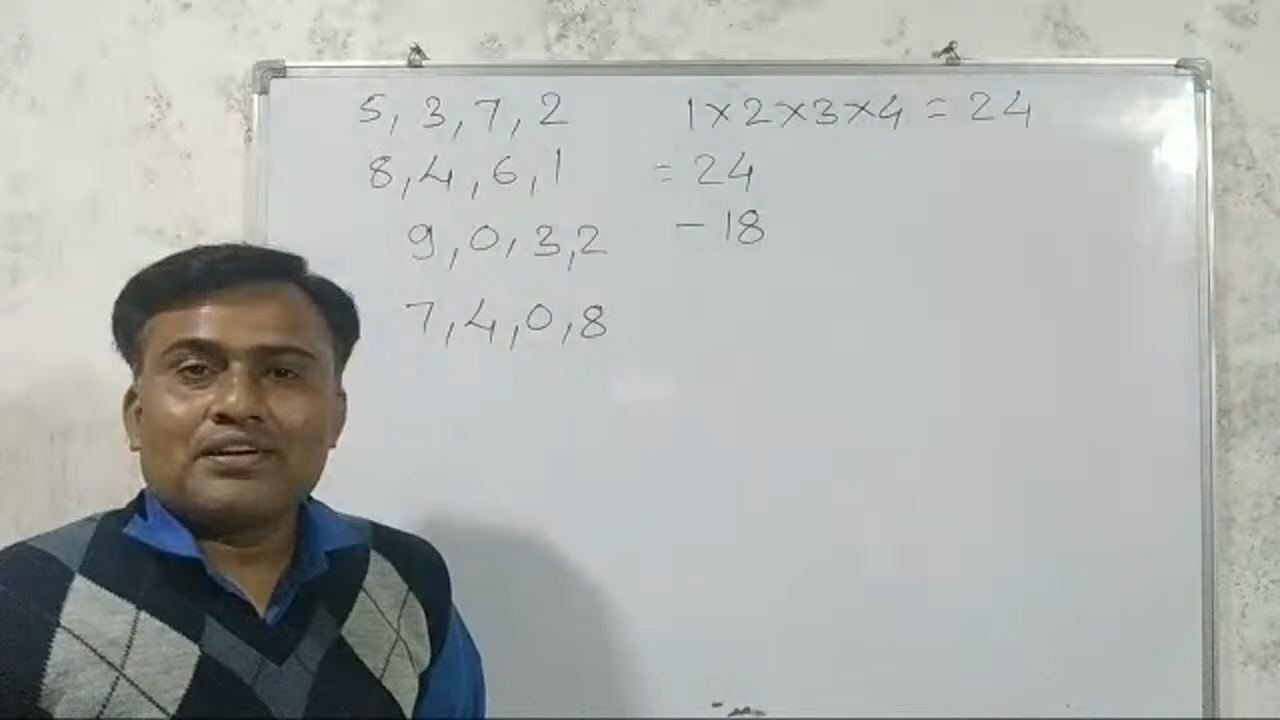 5, 3, 7, 2 1×2×3×4 = 24
8, 4, 6, 1 = 24
9, 0, 3, 2 - 18
7, 4, 0, 8